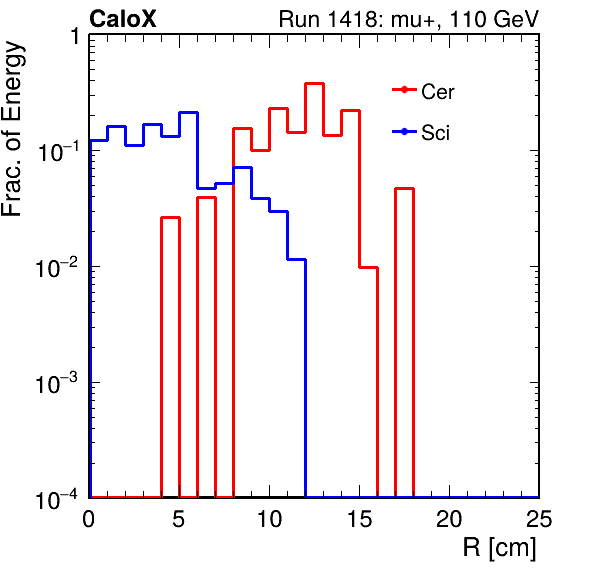 CaloX Run 1418: mu+, 110 GeV
Frac. of Energy
1
10⁻¹
10⁻²
10⁻³
10⁻⁴
Cer
Sci
0 5 10 15 20 25
R [cm]